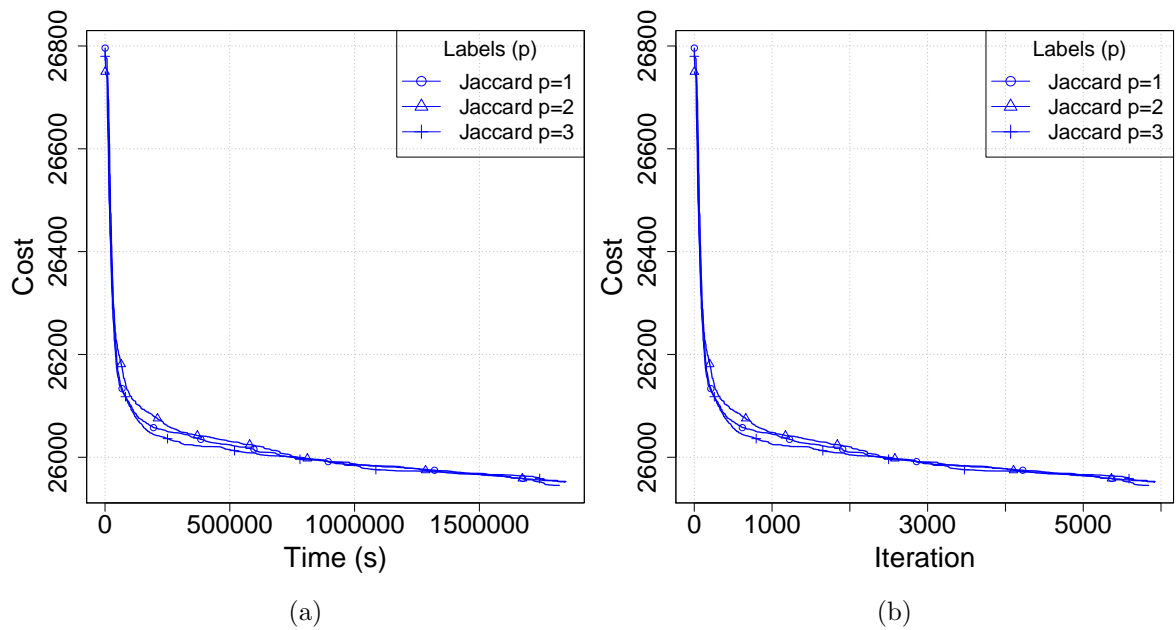 Cost
26000 26200 26400 26600 26800
Labels (p)
Jaccard p=1
Jaccard p=2
Jaccard p=3
0 500000 1000000 1500000
Time (s)
(a)
Cost
26000 26200 26400 26600 26800
Labels (p)
Jaccard p=1
Jaccard p=2
Jaccard p=3
0 1000 3000 5000
Iteration
(b)